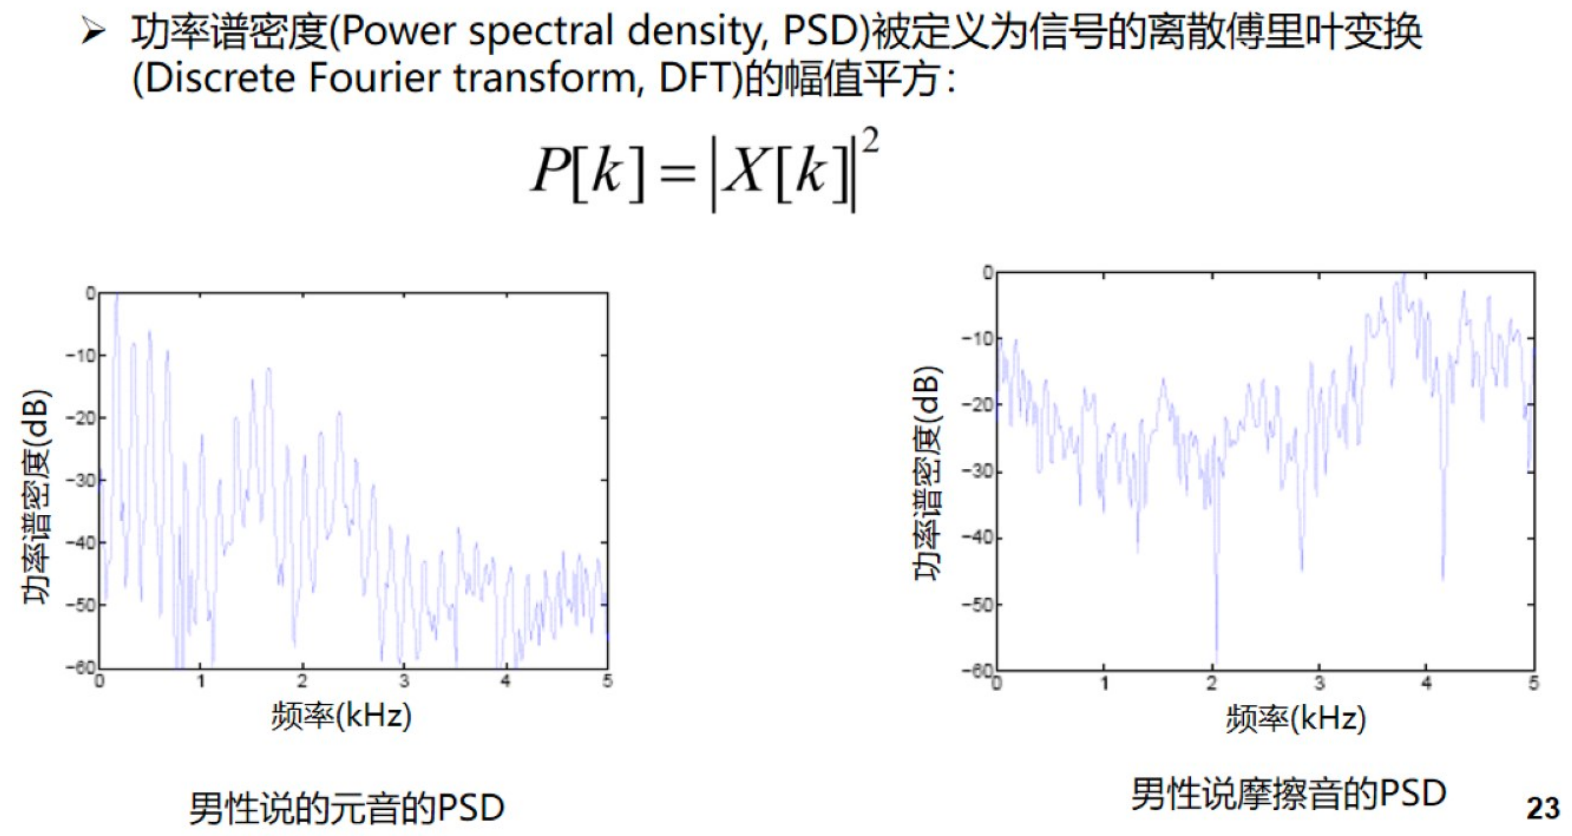 ➢ 功率谱密度(Power spectral density, PSD)被定义为信号的离散傅里叶变换
(Discrete Fourier transform, DFT)的幅值平方：
P[k]=|X[k]|²
0
−10
−20
−30
−40
−50
−60
0 1 2 3 4 5
功率谱密度(dB)
频率(kHz)
男性说的元音的PSD
0
−10
−20
−30
−40
−50
−60
0 1 2 3 4 5
功率谱密度(dB)
频率(kHz)
男性说摩擦音的PSD
23